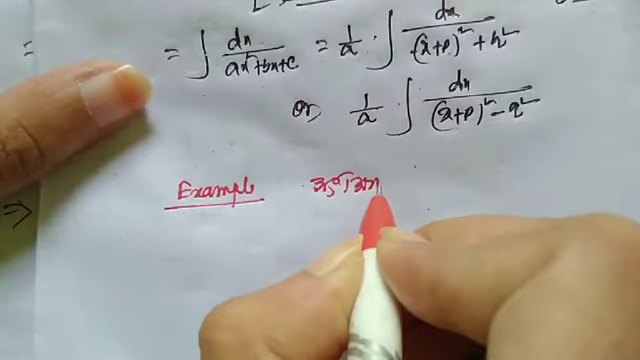 = ∫ dx/(ax²+bx+c) = 1/a · ∫ dx/((x+p)²+q²)
or, 1/a ∫ dx/((x+p)²−q²)
Example
⇒